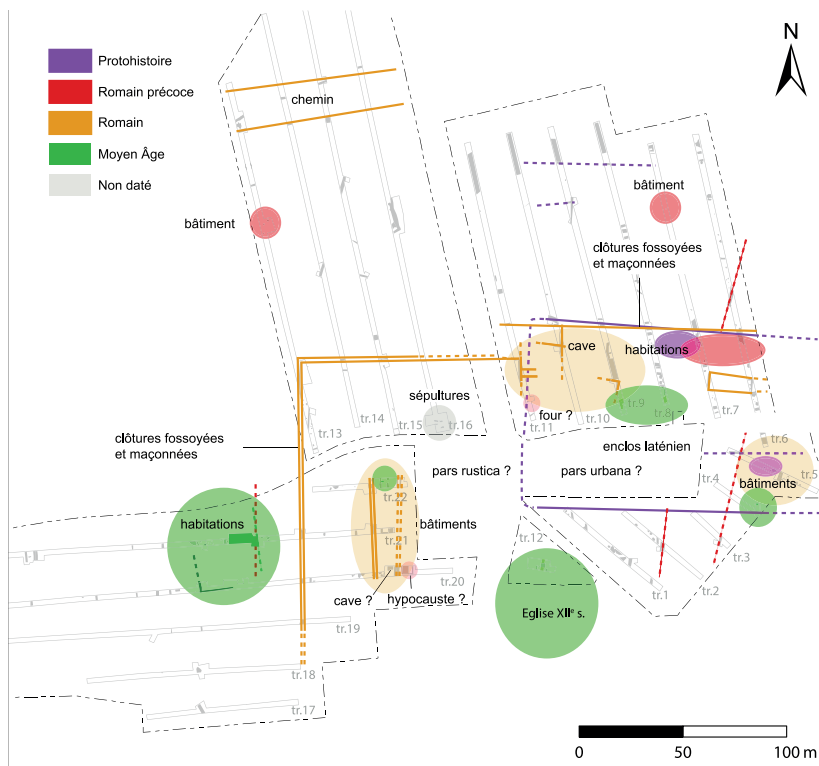 Protohistoire
Romain précoce
Romain
Moyen Âge
Non daté
N
chemin
bâtiment
bâtiment
clôtures fossoyées
et maçonnées
cave
habitations
sépultures
four ?
tr.13
tr.14
tr.15
tr.16
tr.11
tr.10
tr.9
tr.8
tr.7
clôtures fossoyées
et maçonnées
enclos laténien
pars rustica ?
pars urbana ?
tr.6
tr.5
tr.4
bâtiments
habitations
tr.22
bâtiments
tr.21
tr.12
tr.3
cave ?
hypocauste ?
tr.20
tr.1
tr.2
Eglise XIIe s.
tr.19
tr.18
tr.17
0
50
100 m